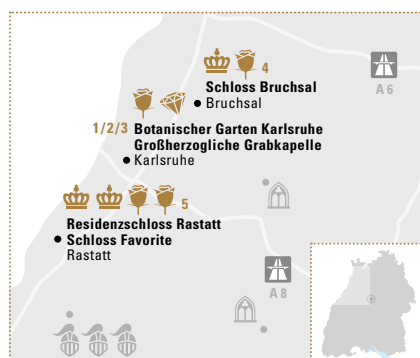 4
Schloss Bruchsal
Bruchsal
A 6
1/2/3 Botanischer Garten Karlsruhe
Großherzogliche Grabkapelle
Karlsruhe
5
Residenzschloss Rastatt
Schloss Favorite
Rastatt
A 8